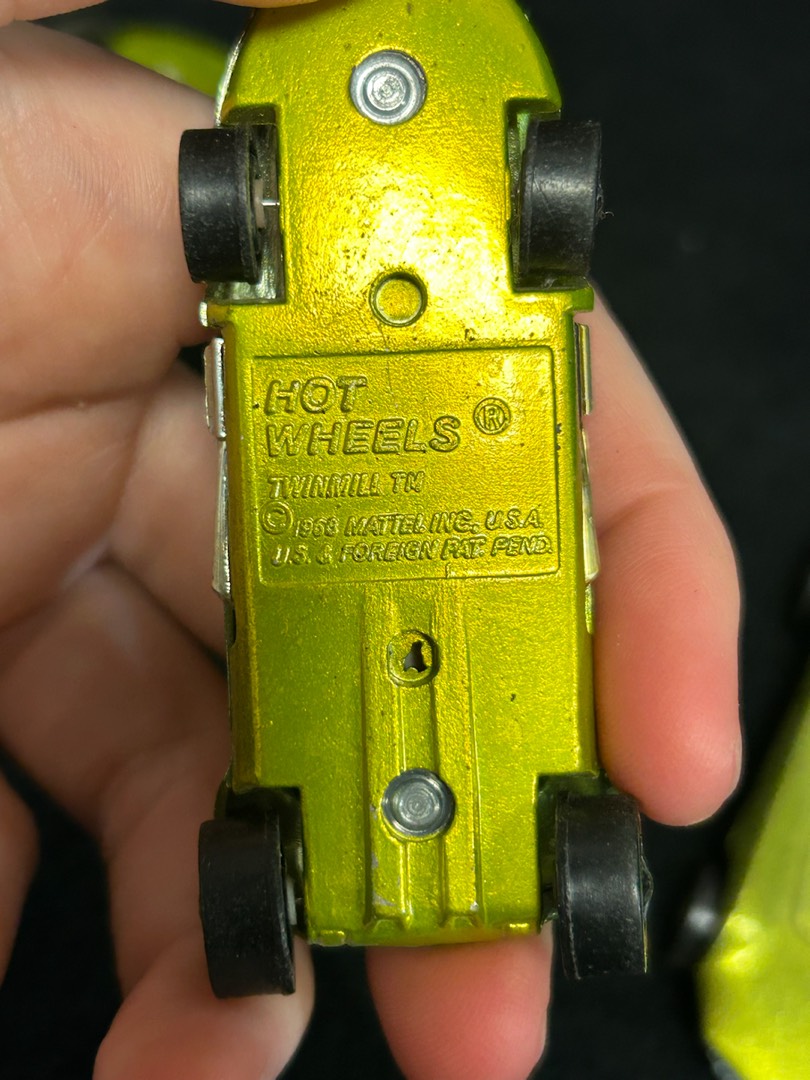 HOT
WHEELS ®
TWINMILL TM
© 1968 MATTEL INC. U.S.A.
U.S. & FOREIGN PAT. PEND.